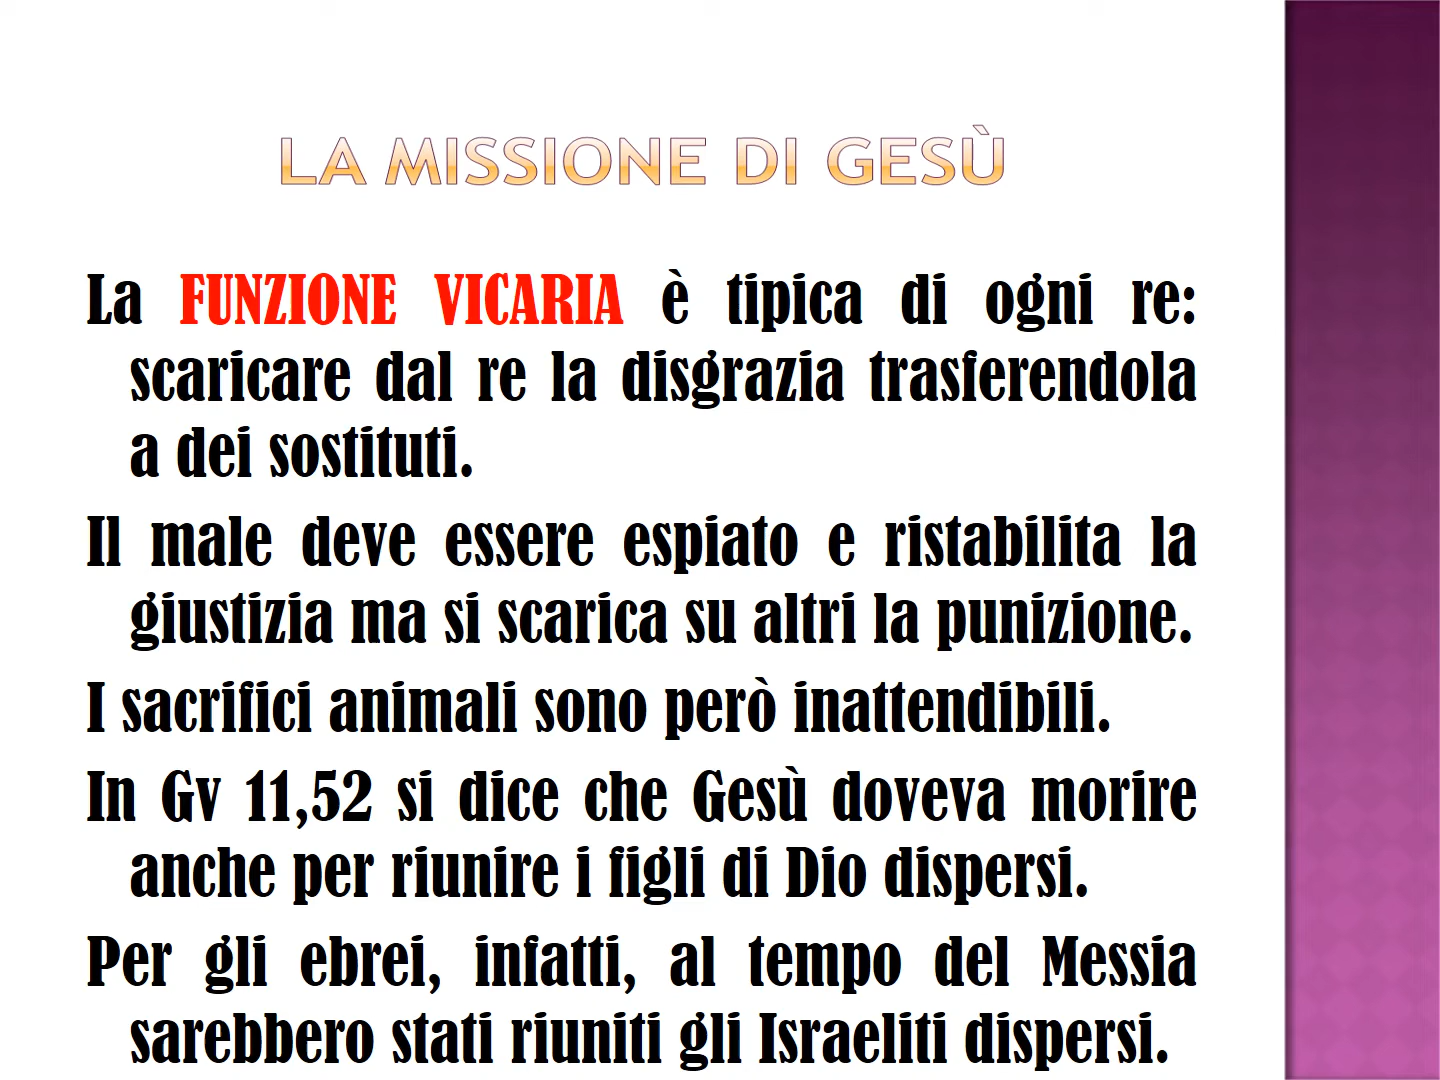 LA MISSIONE DI GESÙ
La FUNZIONE VICARIA è tipica di ogni re:
scaricare dal re la disgrazia trasferendola
a dei sostituti.
Il male deve essere espiato e ristabilita la
giustizia ma si scarica su altri la punizione.
I sacrifici animali sono però inattendibili.
In Gv 11,52 si dice che Gesù doveva morire
anche per riunire i figli di Dio dispersi.
Per gli ebrei, infatti, al tempo del Messia
sarebbero stati riuniti gli Israeliti dispersi.